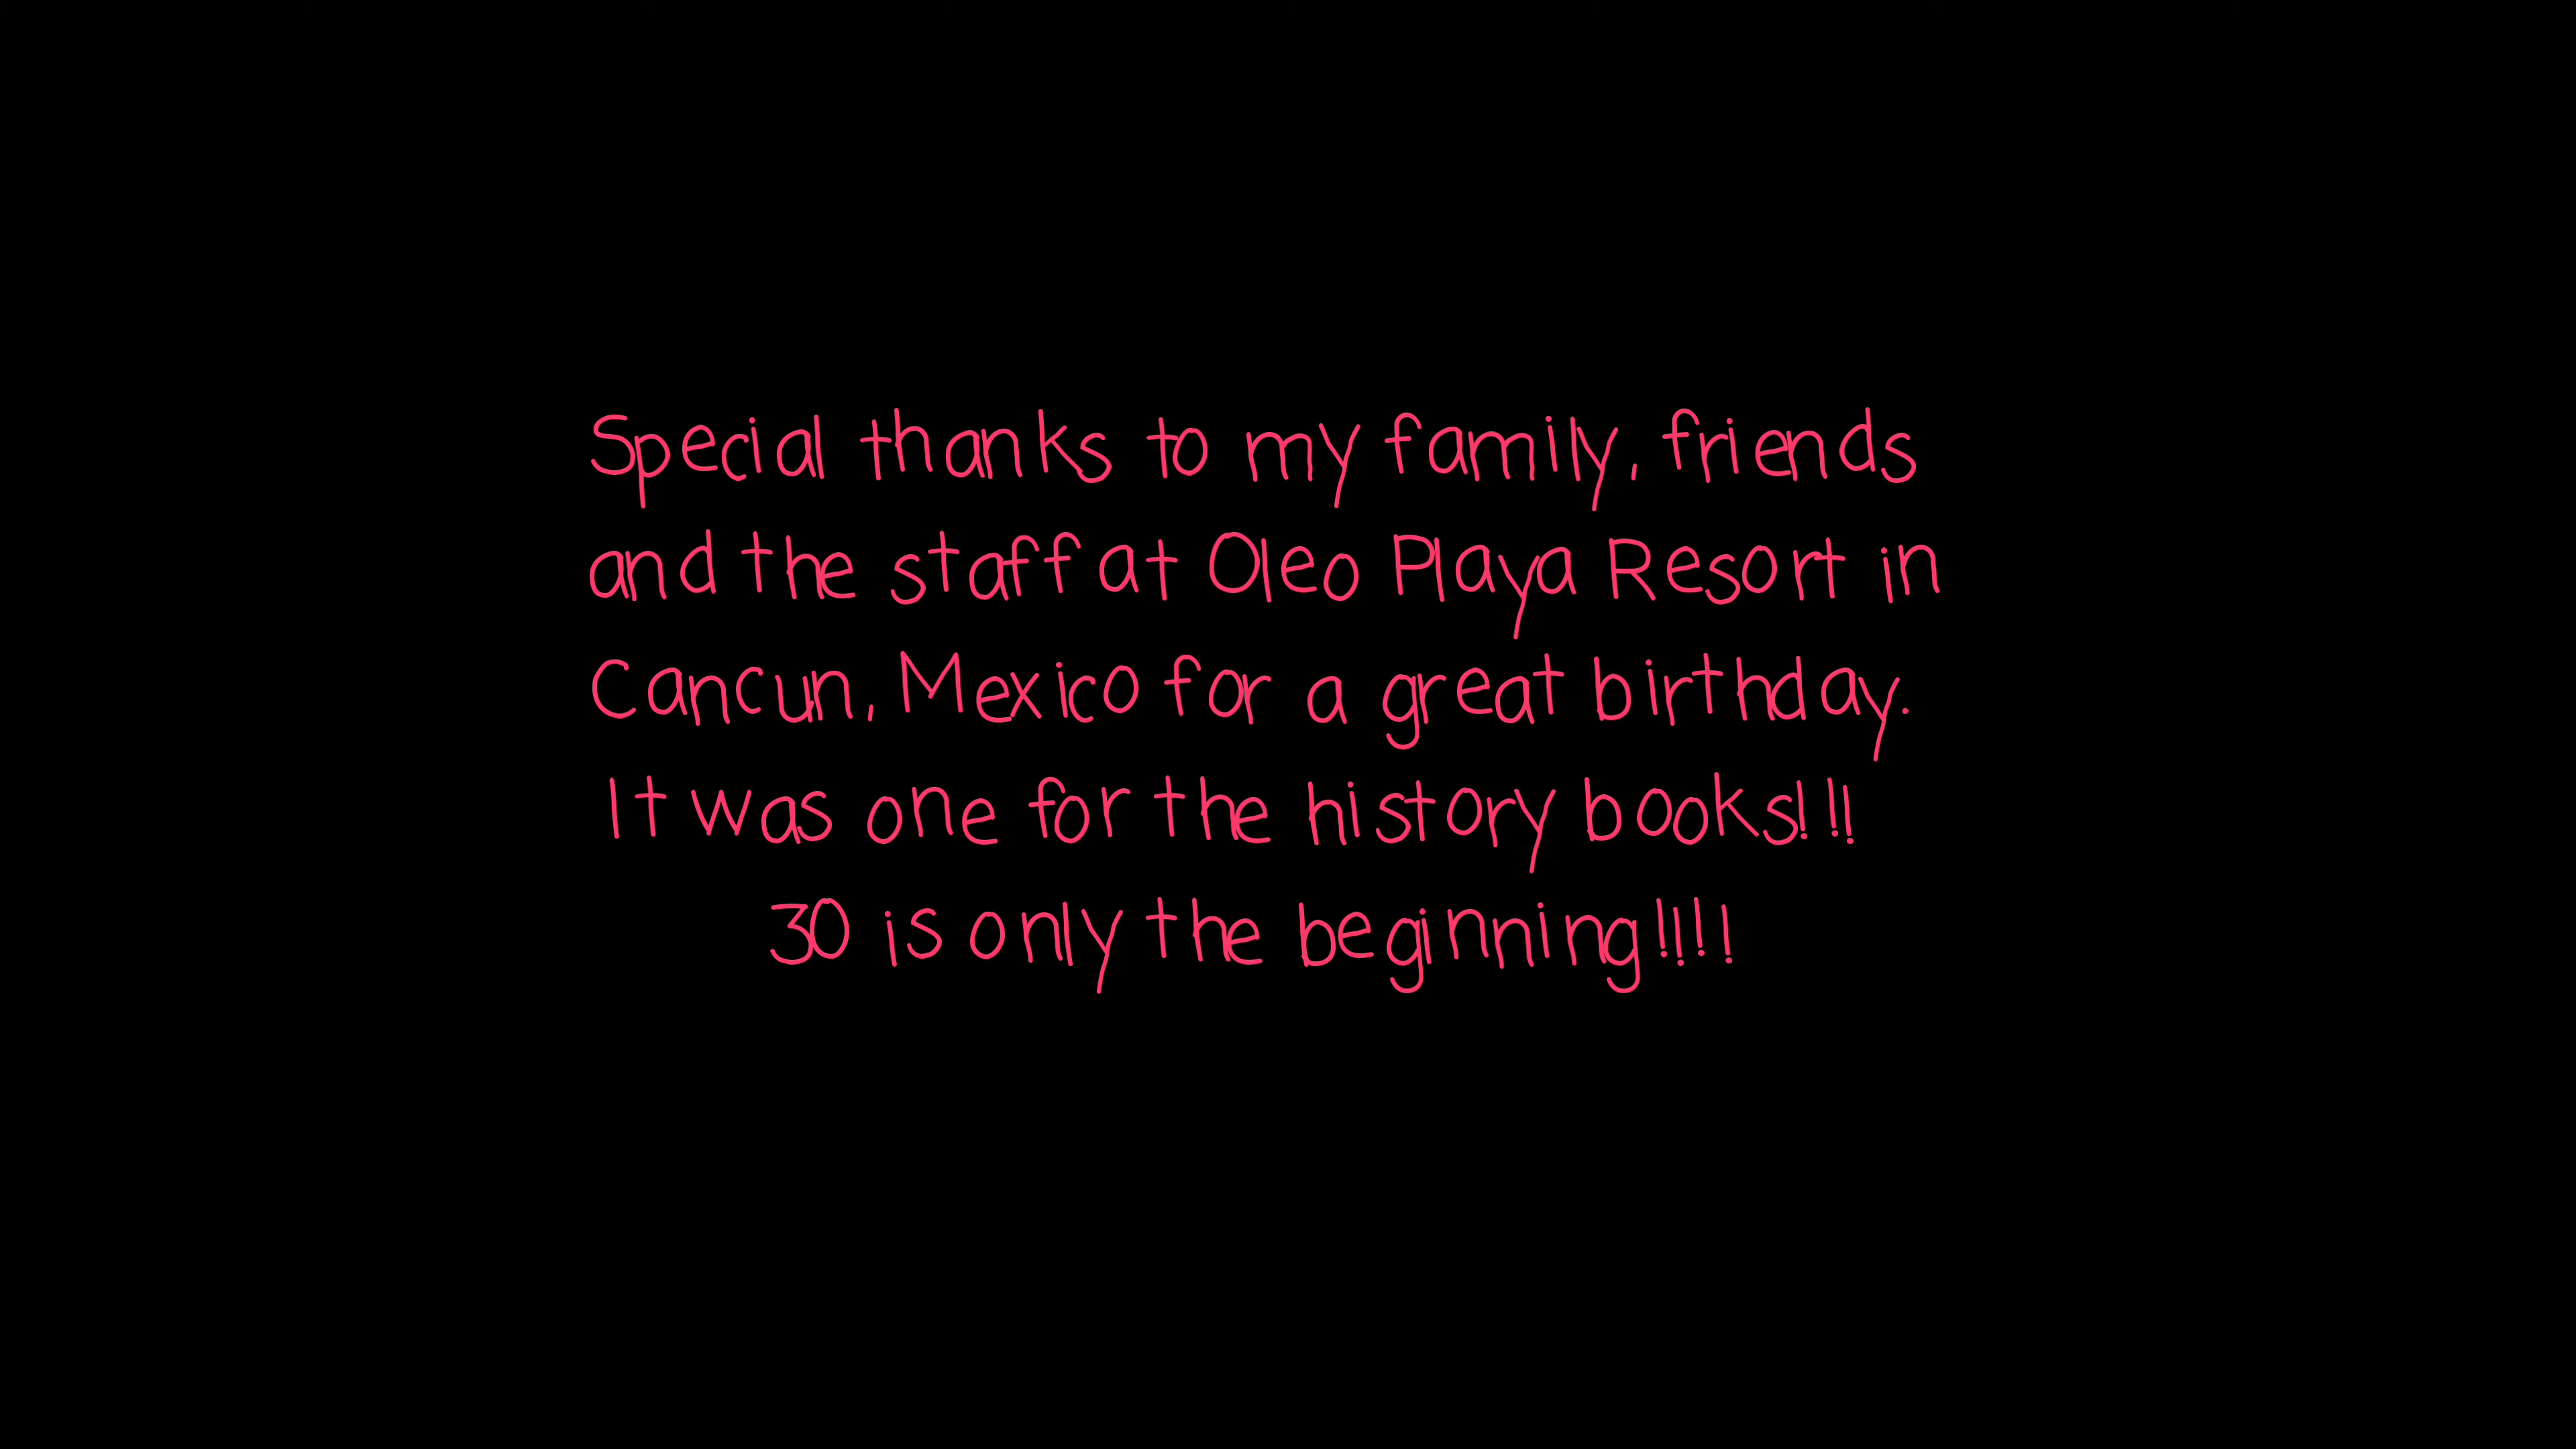 Special thanks to my family, friends
and the staff at Oleo Playa Resort in
Cancun, Mexico for a great birthday.
It was one for the history books!!!
30 is only the beginning!!!!